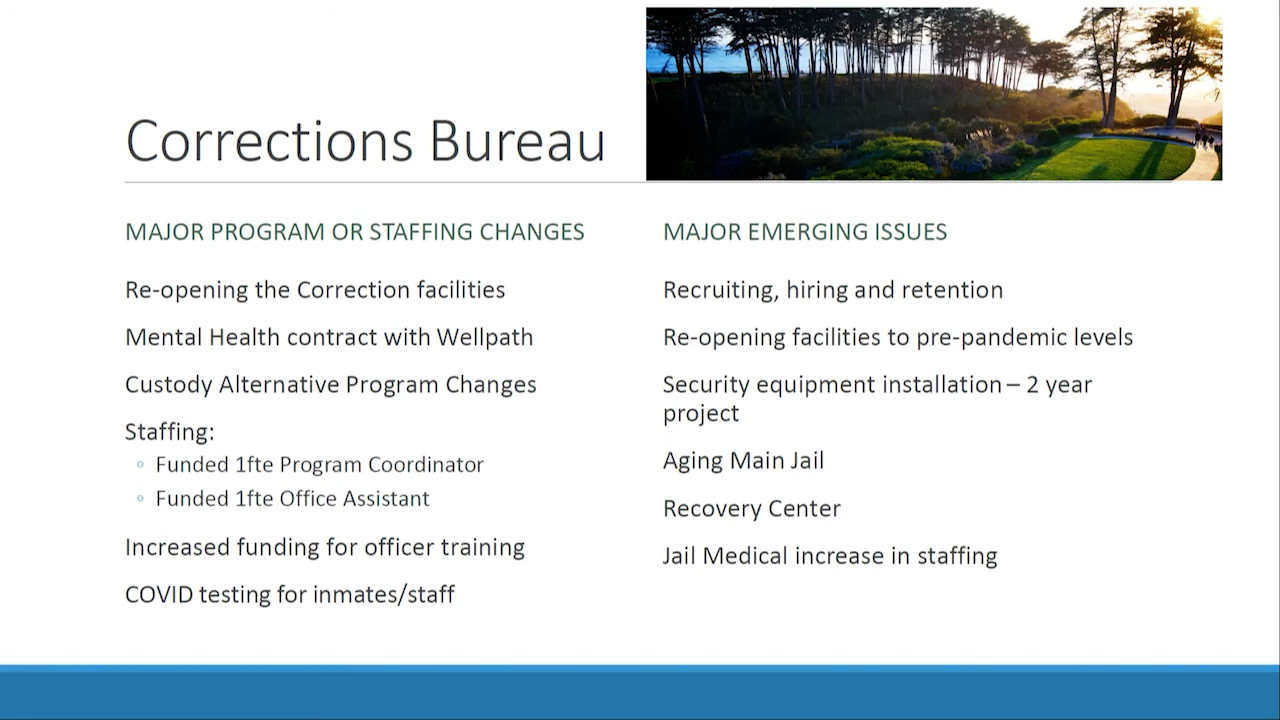 Corrections Bureau
MAJOR PROGRAM OR STAFFING CHANGES
Re-opening the Correction facilities
Mental Health contract with Wellpath
Custody Alternative Program Changes
Staffing:
Funded 1fte Program Coordinator
Funded 1fte Office Assistant
Increased funding for officer training
COVID testing for inmates/staff
MAJOR EMERGING ISSUES
Recruiting, hiring and retention
Re-opening facilities to pre-pandemic levels
Security equipment installation – 2 year
project
Aging Main Jail
Recovery Center
Jail Medical increase in staffing